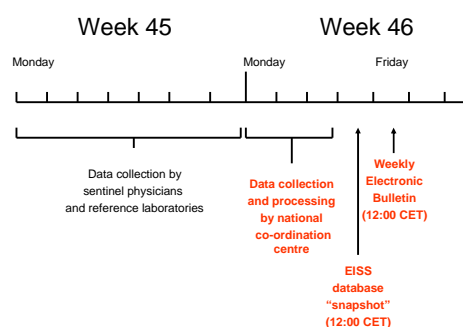 Week 45
Week 46
Monday
Monday
Friday
Data collection by
sentinel physicians
and reference laboratories
Data collection
and processing
by national
co-ordination
centre
Weekly
Electronic
Bulletin
(12:00 CET)
EISS
database
“snapshot”
(12:00 CET)